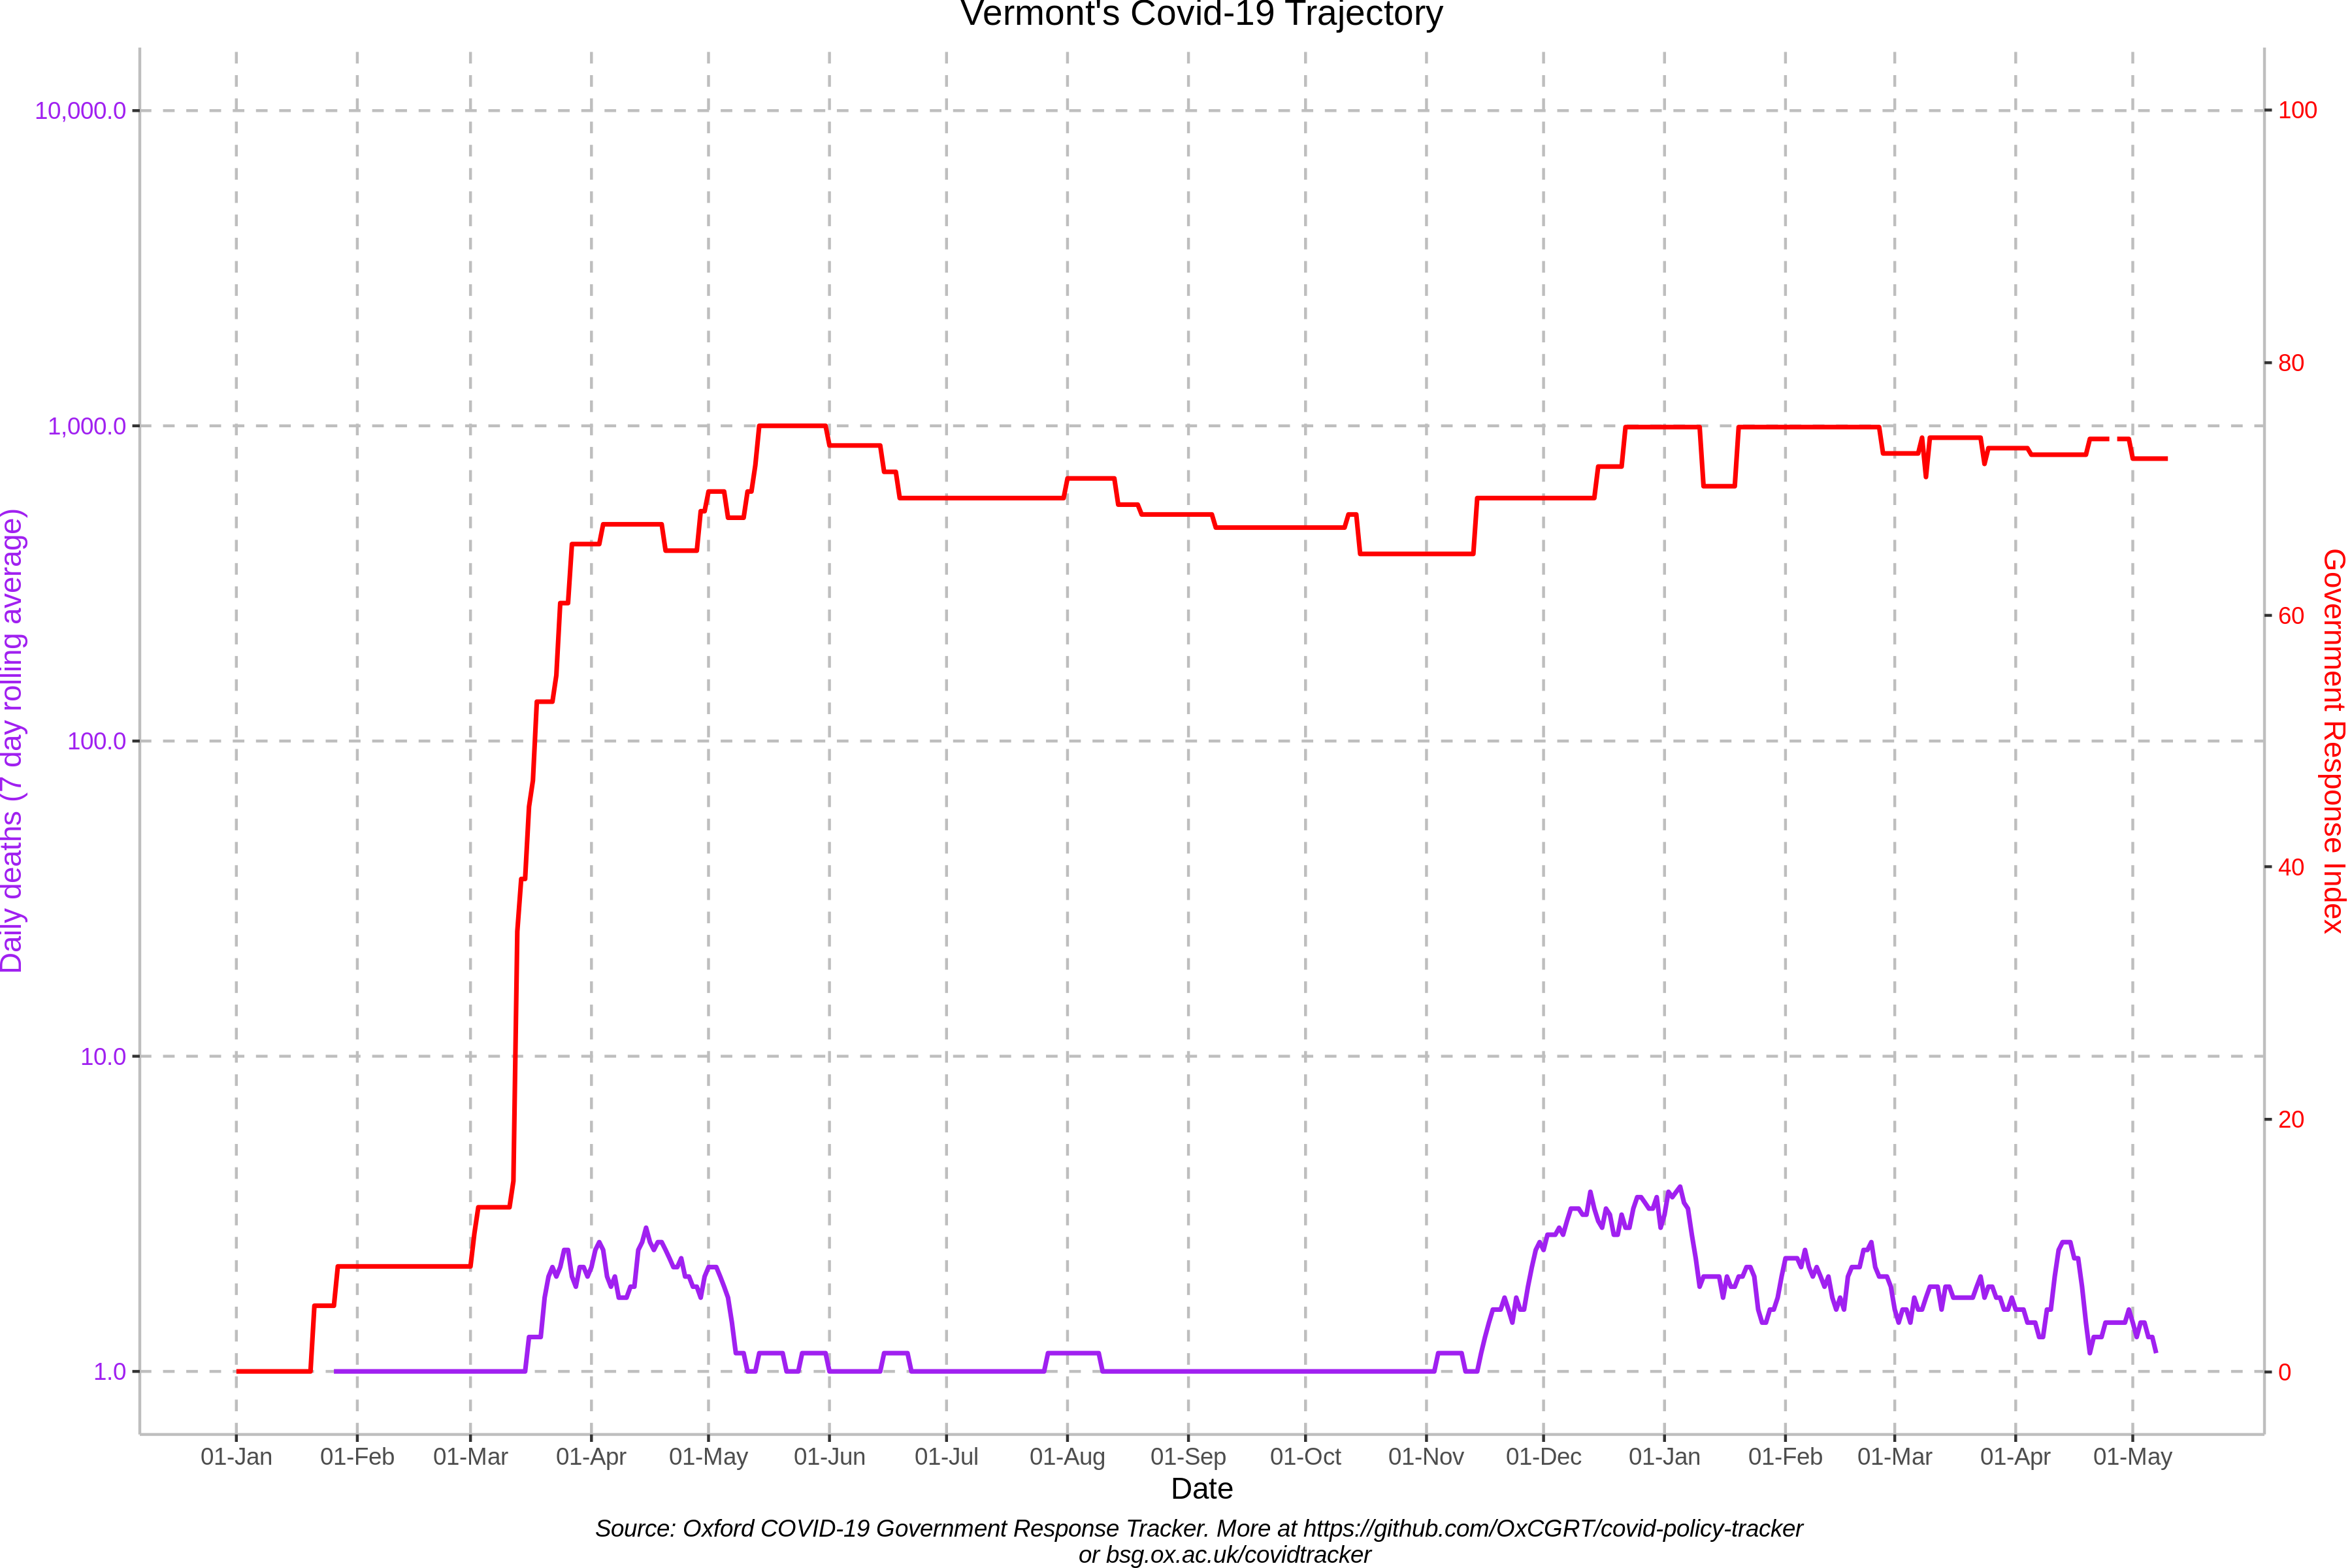 Vermont's Covid-19 Trajectory
10,000.0
1,000.0
100.0
10.0
1.0
Daily deaths (7 day rolling average)
100
80
60
40
20
0
Government Response Index
01-Jan 01-Feb 01-Mar 01-Apr 01-May 01-Jun 01-Jul 01-Aug 01-Sep 01-Oct 01-Nov 01-Dec 01-Jan 01-Feb 01-Mar 01-Apr 01-May
Date
Source: Oxford COVID-19 Government Response Tracker. More at https://github.com/OxCGRT/covid-policy-tracker
or bsg.ox.ac.uk/covidtracker